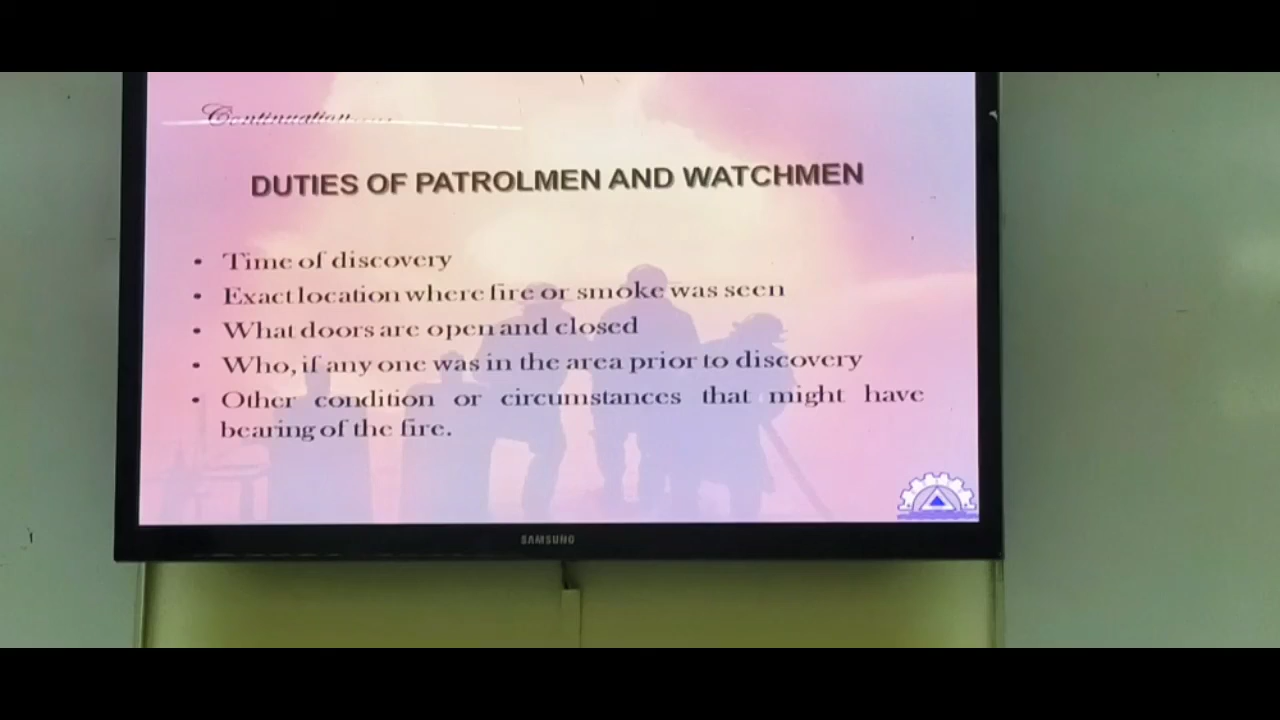 Continuation.....
DUTIES OF PATROLMEN AND WATCHMEN
• Time of discovery
• Exact location where fire or smoke was seen
• What doors are open and closed
• Who, if any one was in the area prior to discovery
• Other condition or circumstances that might have
bearing of the fire.
SAMSUNG